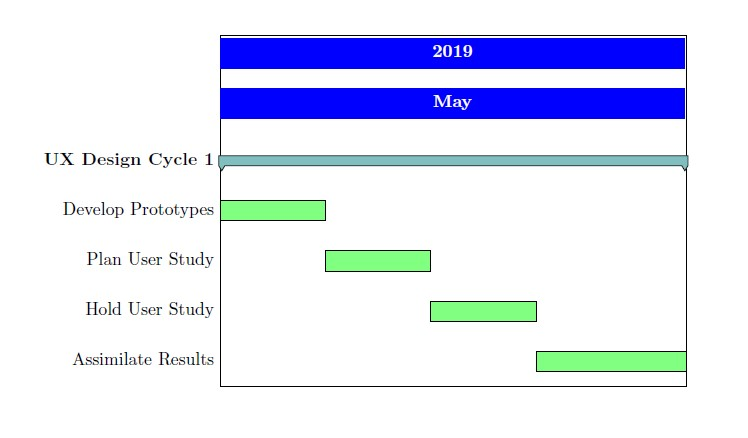 2019
May
UX Design Cycle 1
Develop Prototypes
Plan User Study
Hold User Study
Assimilate Results